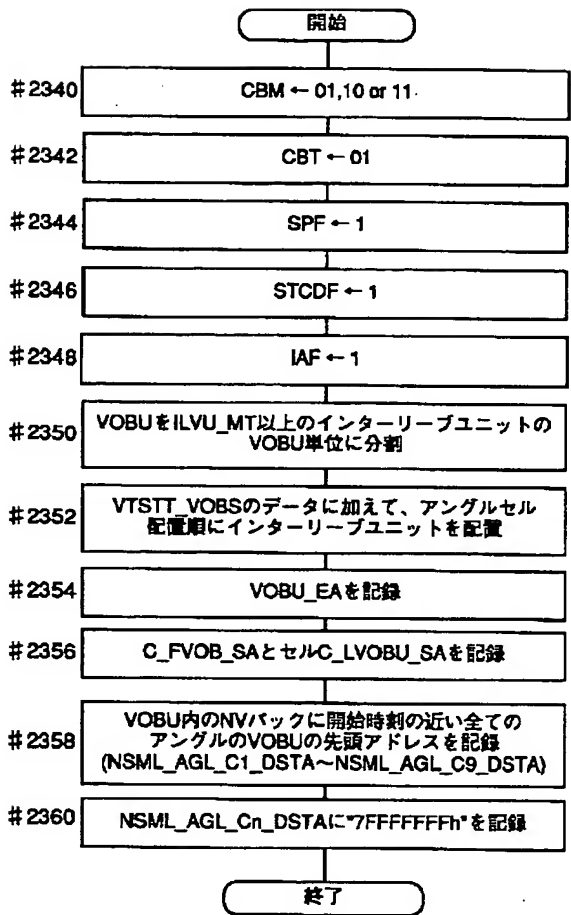 開始
#2340
CBM ← 01,10 or 11
#2342
CBT ← 01
#2344
SPF ← 1
#2346
STCDF ← 1
#2348
IAF ← 1
#2350
VOBUをILVU_MT以上のインターリーブユニットの
VOBU単位に分割
#2352
VTSTT_VOBSのデータに加えて、アングルセル
配置順にインターリーブユニットを配置
#2354
VOBU_EAを記録
#2356
C_FVOB_SAとセルC_LVOBU_SAを記録
#2358
VOBU内のNVパックに開始時刻の近い全ての
アングルのVOBUの先頭アドレスを記録
(NSML_AGL_C1_DSTA～NSML_AGL_C9_DSTA)
#2360
NSML_AGL_Cn_DSTAに"7FFFFFFFh"を記録
終了